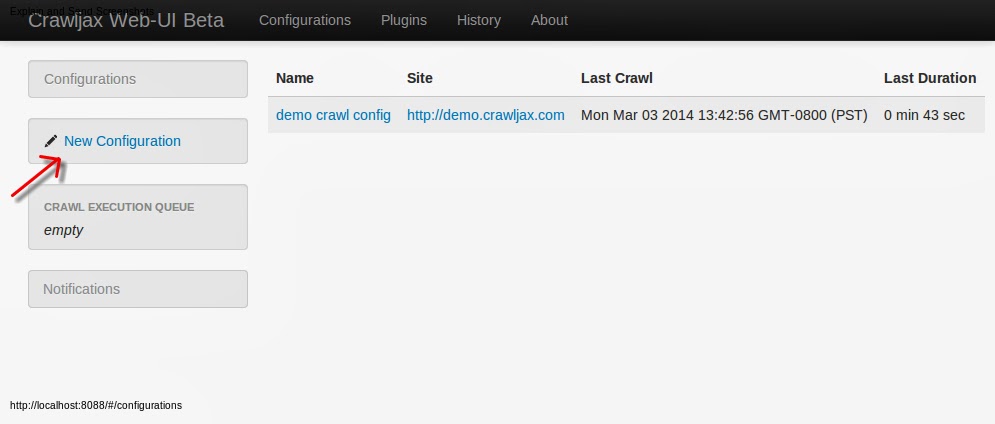 Explain and Send Screenshots
Crawljax Web-UI Beta Configurations Plugins History About
Configurations
New Configuration
CRAWL EXECUTION QUEUE
empty
Notifications
Name Site Last Crawl Last Duration
demo crawl config http://demo.crawljax.com Mon Mar 03 2014 13:42:56 GMT-0800 (PST) 0 min 43 sec
http://localhost:8088/#/configurations